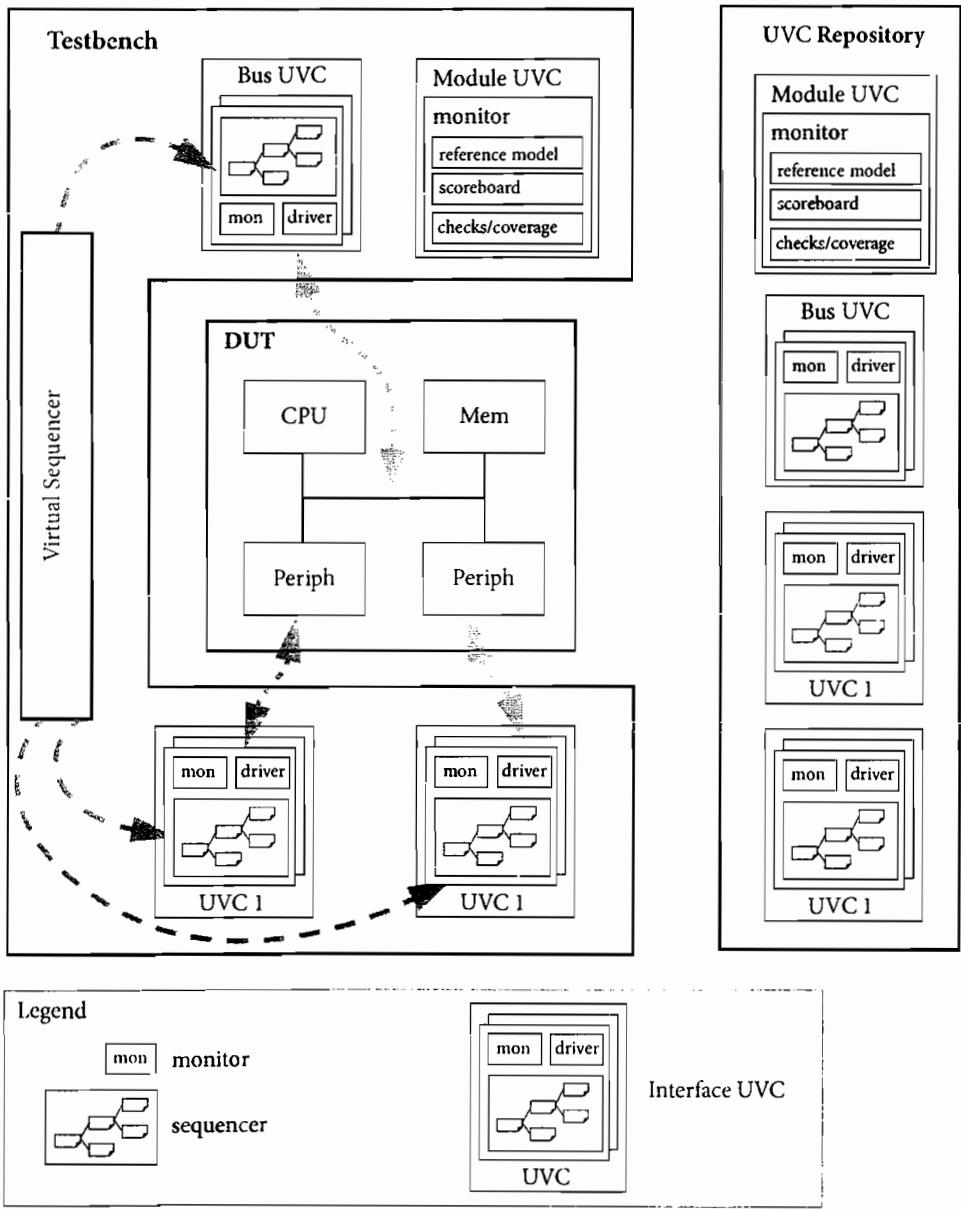 Testbench
Bus UVC
mon
driver
Module UVC
monitor
reference model
scoreboard
checks/coverage
Virtual Sequencer
DUT
CPU
Mem
Periph
Periph
mon
driver
UVC 1
mon
driver
UVC 1
UVC Repository
Module UVC
monitor
reference model
scoreboard
checks/coverage
Bus UVC
mon
driver
mon
driver
UVC 1
mon
driver
UVC 1
Legend
mon
monitor
sequencer
mon
driver
UVC
Interface UVC